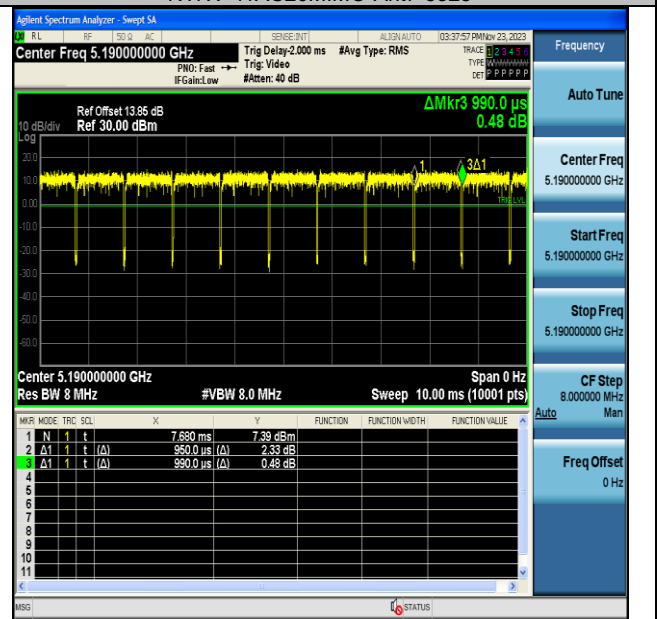 Agilent Spectrum Analyzer - Swept SA
RL RF 50 Ω AC SENSE:INT ALIGN AUTO 03:37:57 PM Nov 23, 2023
Center Freq 5.190000000 GHz
PNO: Fast
IFGain:Low
Trig Delay-2.000 ms
Trig: Video
#Atten: 40 dB
#Avg Type: RMS
TRACE 1 2 3 4 5 6
TYPE
DET P P P P P P
Frequency
Auto Tune
ΔMkr3 990.0 µs
0.48 dB
Ref Offset 13.85 dB
10 dB/div Ref 30.00 dBm
Log
20.0
10.0
0.00
-10.0
-20.0
-30.0
-40.0
-50.0
-60.0
1
3Δ1
TRIG LVL
Center Freq
5.190000000 GHz
Start Freq
5.190000000 GHz
Stop Freq
5.190000000 GHz
CF Step
8.000000 MHz
Auto Man
Freq Offset
0 Hz
Center 5.190000000 GHz Span 0 Hz
Res BW 8 MHz #VBW 8.0 MHz Sweep 10.00 ms (10001 pts)
MKR MODE TRC SCL X Y FUNCTION FUNCTION WIDTH FUNCTION VALUE
1 N 1 t 7.680 ms 7.39 dBm
2 Δ1 1 t (Δ) 950.0 µs (Δ) 2.33 dB
3 Δ1 1 t (Δ) 990.0 µs (Δ) 0.48 dB
4
5
6
7
8
9
10
11
MSG STATUS